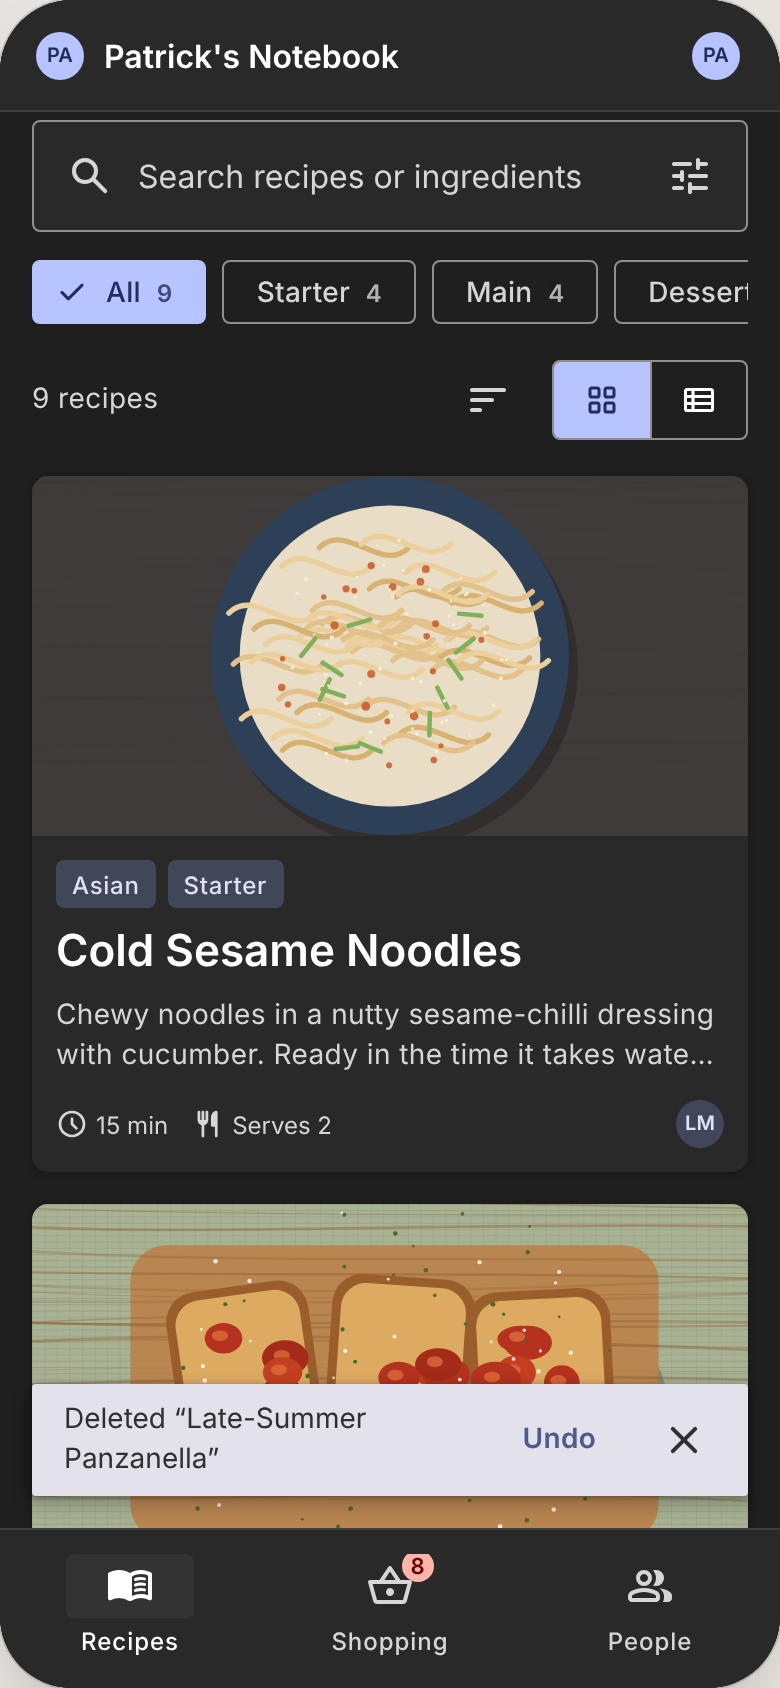 PA
Patrick's Notebook
PA
Search recipes or ingredients
All 9
Starter 4
Main 4
Dessert
9 recipes
Asian
Starter
Cold Sesame Noodles
Chewy noodles in a nutty sesame-chilli dressing
with cucumber. Ready in the time it takes wate...
15 min
Serves 2
LM
Deleted “Late-Summer
Panzanella”
Undo
8
Recipes
Shopping
People